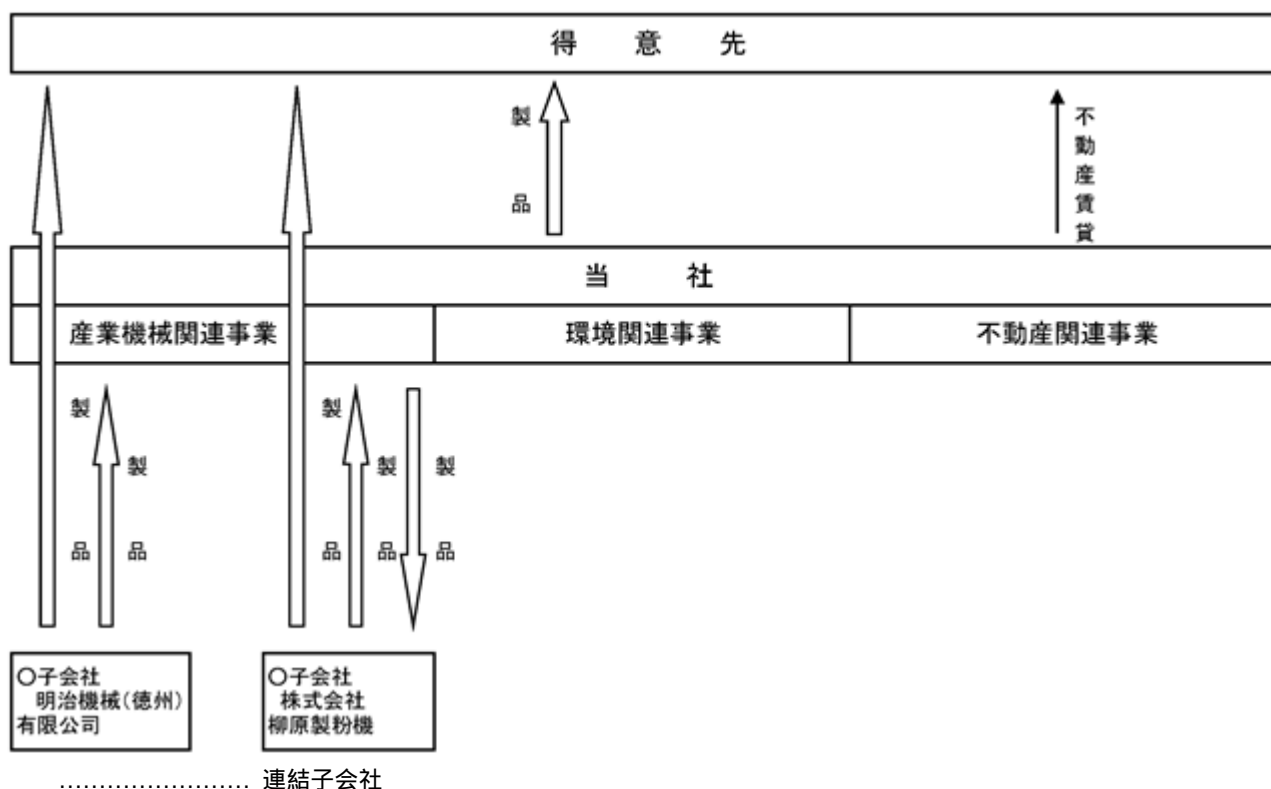 得意先
製品
不動産賃貸
当社
産業機械関連事業
環境関連事業
不動産関連事業
製品
製品
製品
製品
製品
○子会社
明治機械(徳州)
有限公司
○子会社
株式会社
柳原製粉機
........................ 連結子会社